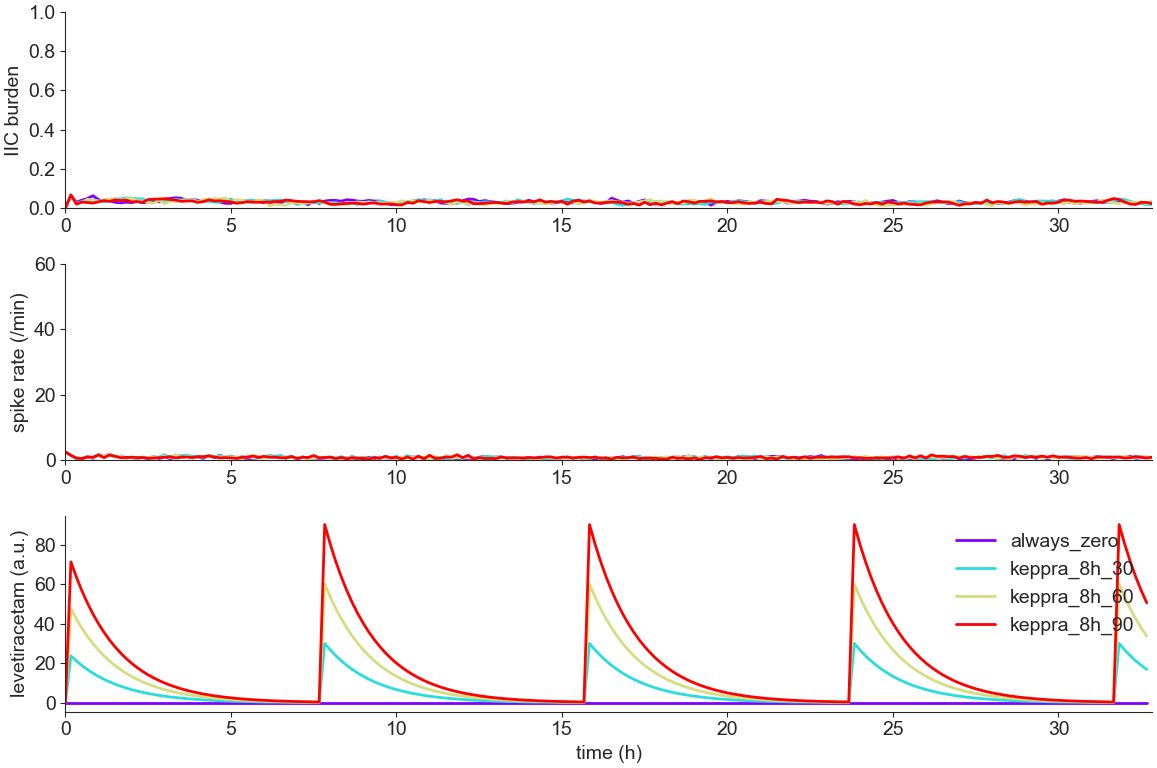 IIC burden
1.0
0.8
0.6
0.4
0.2
0.0
0 5 10 15 20 25 30
spike rate (/min)
60
40
20
0
0 5 10 15 20 25 30
levetiracetam (a.u.)
80
60
40
20
0
always_zero
keppra_8h_30
keppra_8h_60
keppra_8h_90
0 5 10 15 20 25 30
time (h)